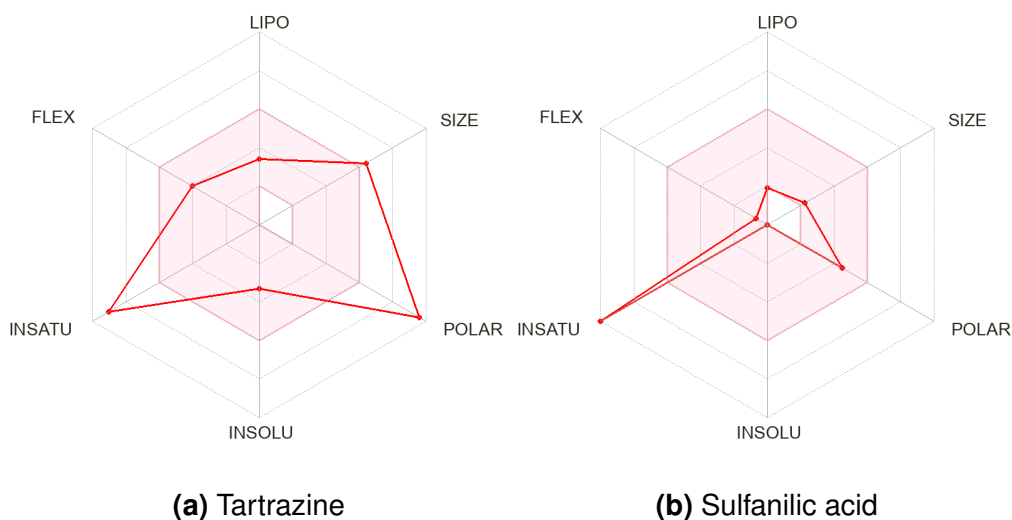 LIPO
FLEX
SIZE
INSATU
POLAR
INSOLU
(a) Tartrazine
LIPO
FLEX
SIZE
INSATU
POLAR
INSOLU
(b) Sulfanilic acid